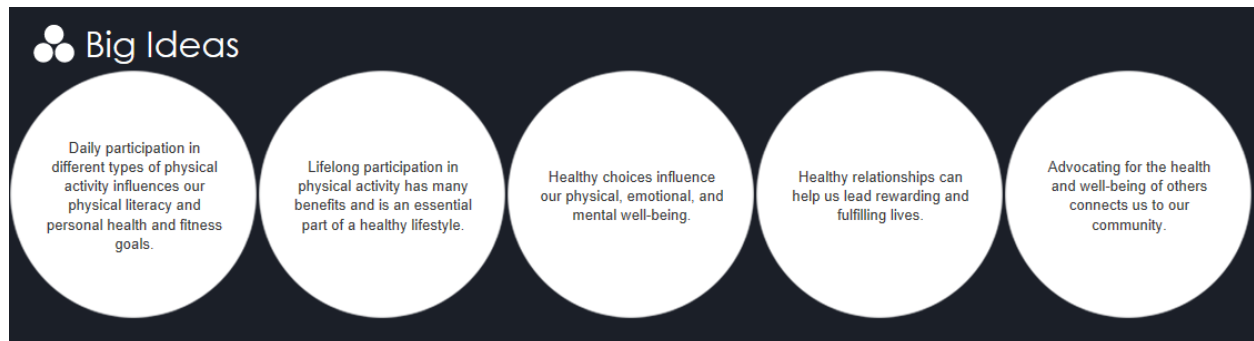 Big Ideas
Daily participation in
different types of physical
activity influences our
physical literacy and
personal health and fitness
goals.
Lifelong participation in
physical activity has many
benefits and is an essential
part of a healthy lifestyle.
Healthy choices influence
our physical, emotional, and
mental well-being.
Healthy relationships can
help us lead rewarding and
fulfilling lives.
Advocating for the health
and well-being of others
connects us to our
community.